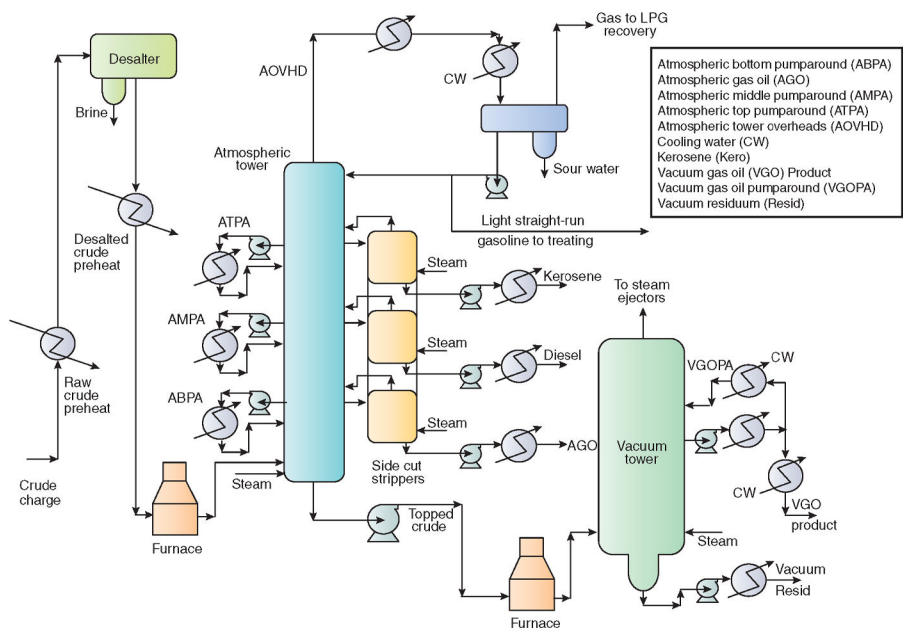 Gas to LPG
recovery
Desalter
AOVHD
CW
Brine
Sour water
Atmospheric bottom pumparound (ABPA)
Atmospheric gas oil (AGO)
Atmospheric middle pumparound (AMPA)
Atmospheric top pumparound (ATPA)
Atmospheric tower overheads (AOVHD)
Cooling water (CW)
Kerosene (Kero)
Vacuum gas oil (VGO) Product
Vacuum gas oil pumparound (VGOPA)
Vacuum residuum (Resid)
Atmospheric
tower
Desalted
crude
preheat
ATPA
Light straight-run
gasoline to treating
Steam
Kerosene
To steam
ejectors
AMPA
Steam
Diesel
VGOPA
CW
Raw
crude
preheat
ABPA
Steam
AGO
Vacuum
tower
Side cut
strippers
Crude
charge
Steam
CW
VGO
product
Furnace
Topped
crude
Steam
Vacuum
Resid
Furnace